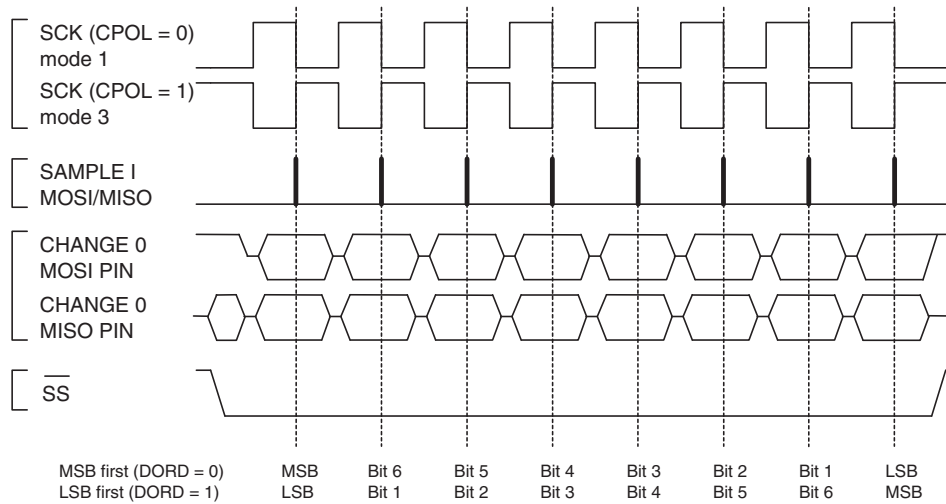 SCK (CPOL = 0)
mode 1
SCK (CPOL = 1)
mode 3
SAMPLE I
MOSI/MISO
CHANGE 0
MOSI PIN
CHANGE 0
MISO PIN
SS
MSB first (DORD = 0) MSB Bit 6 Bit 5 Bit 4 Bit 3 Bit 2 Bit 1 LSB
LSB first (DORD = 1) LSB Bit 1 Bit 2 Bit 3 Bit 4 Bit 5 Bit 6 MSB